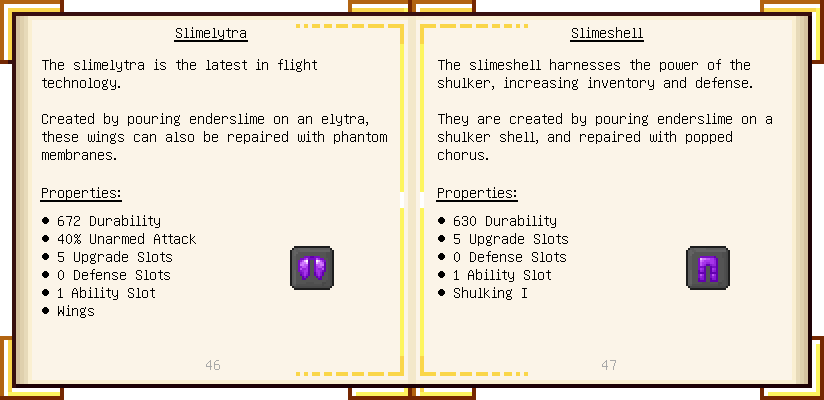 Slimelytra
The slimelytra is the latest in flight
technology.
Created by pouring enderslime on an elytra,
these wings can also be repaired with phantom
membranes.
Properties:
● 672 Durability
● 40% Unarmed Attack
● 5 Upgrade Slots
● 0 Defense Slots
● 1 Ability Slot
● Wings
46
Slimeshell
The slimeshell harnesses the power of the
shulker, increasing inventory and defense.
They are created by pouring enderslime on a
shulker shell, and repaired with popped
chorus.
Properties:
● 630 Durability
● 5 Upgrade Slots
● 0 Defense Slots
● 1 Ability Slot
● Shulking I
47